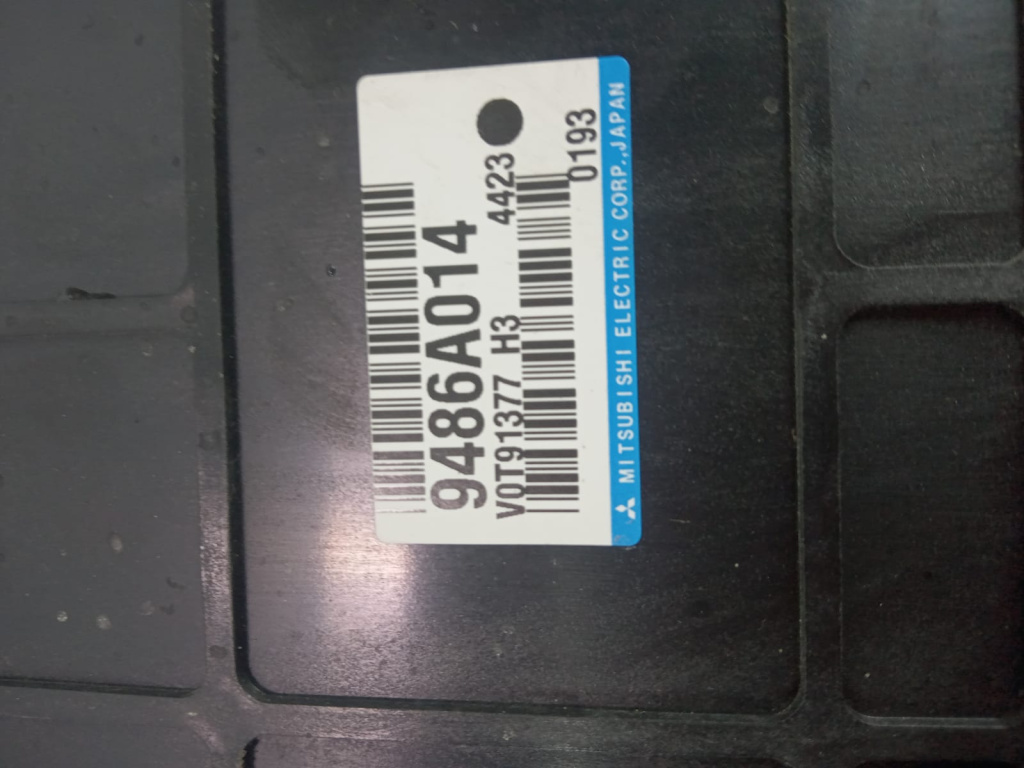 9486A014
V0T91377 H3 4423
0193
MITSUBISHI ELECTRIC CORP.,JAPAN